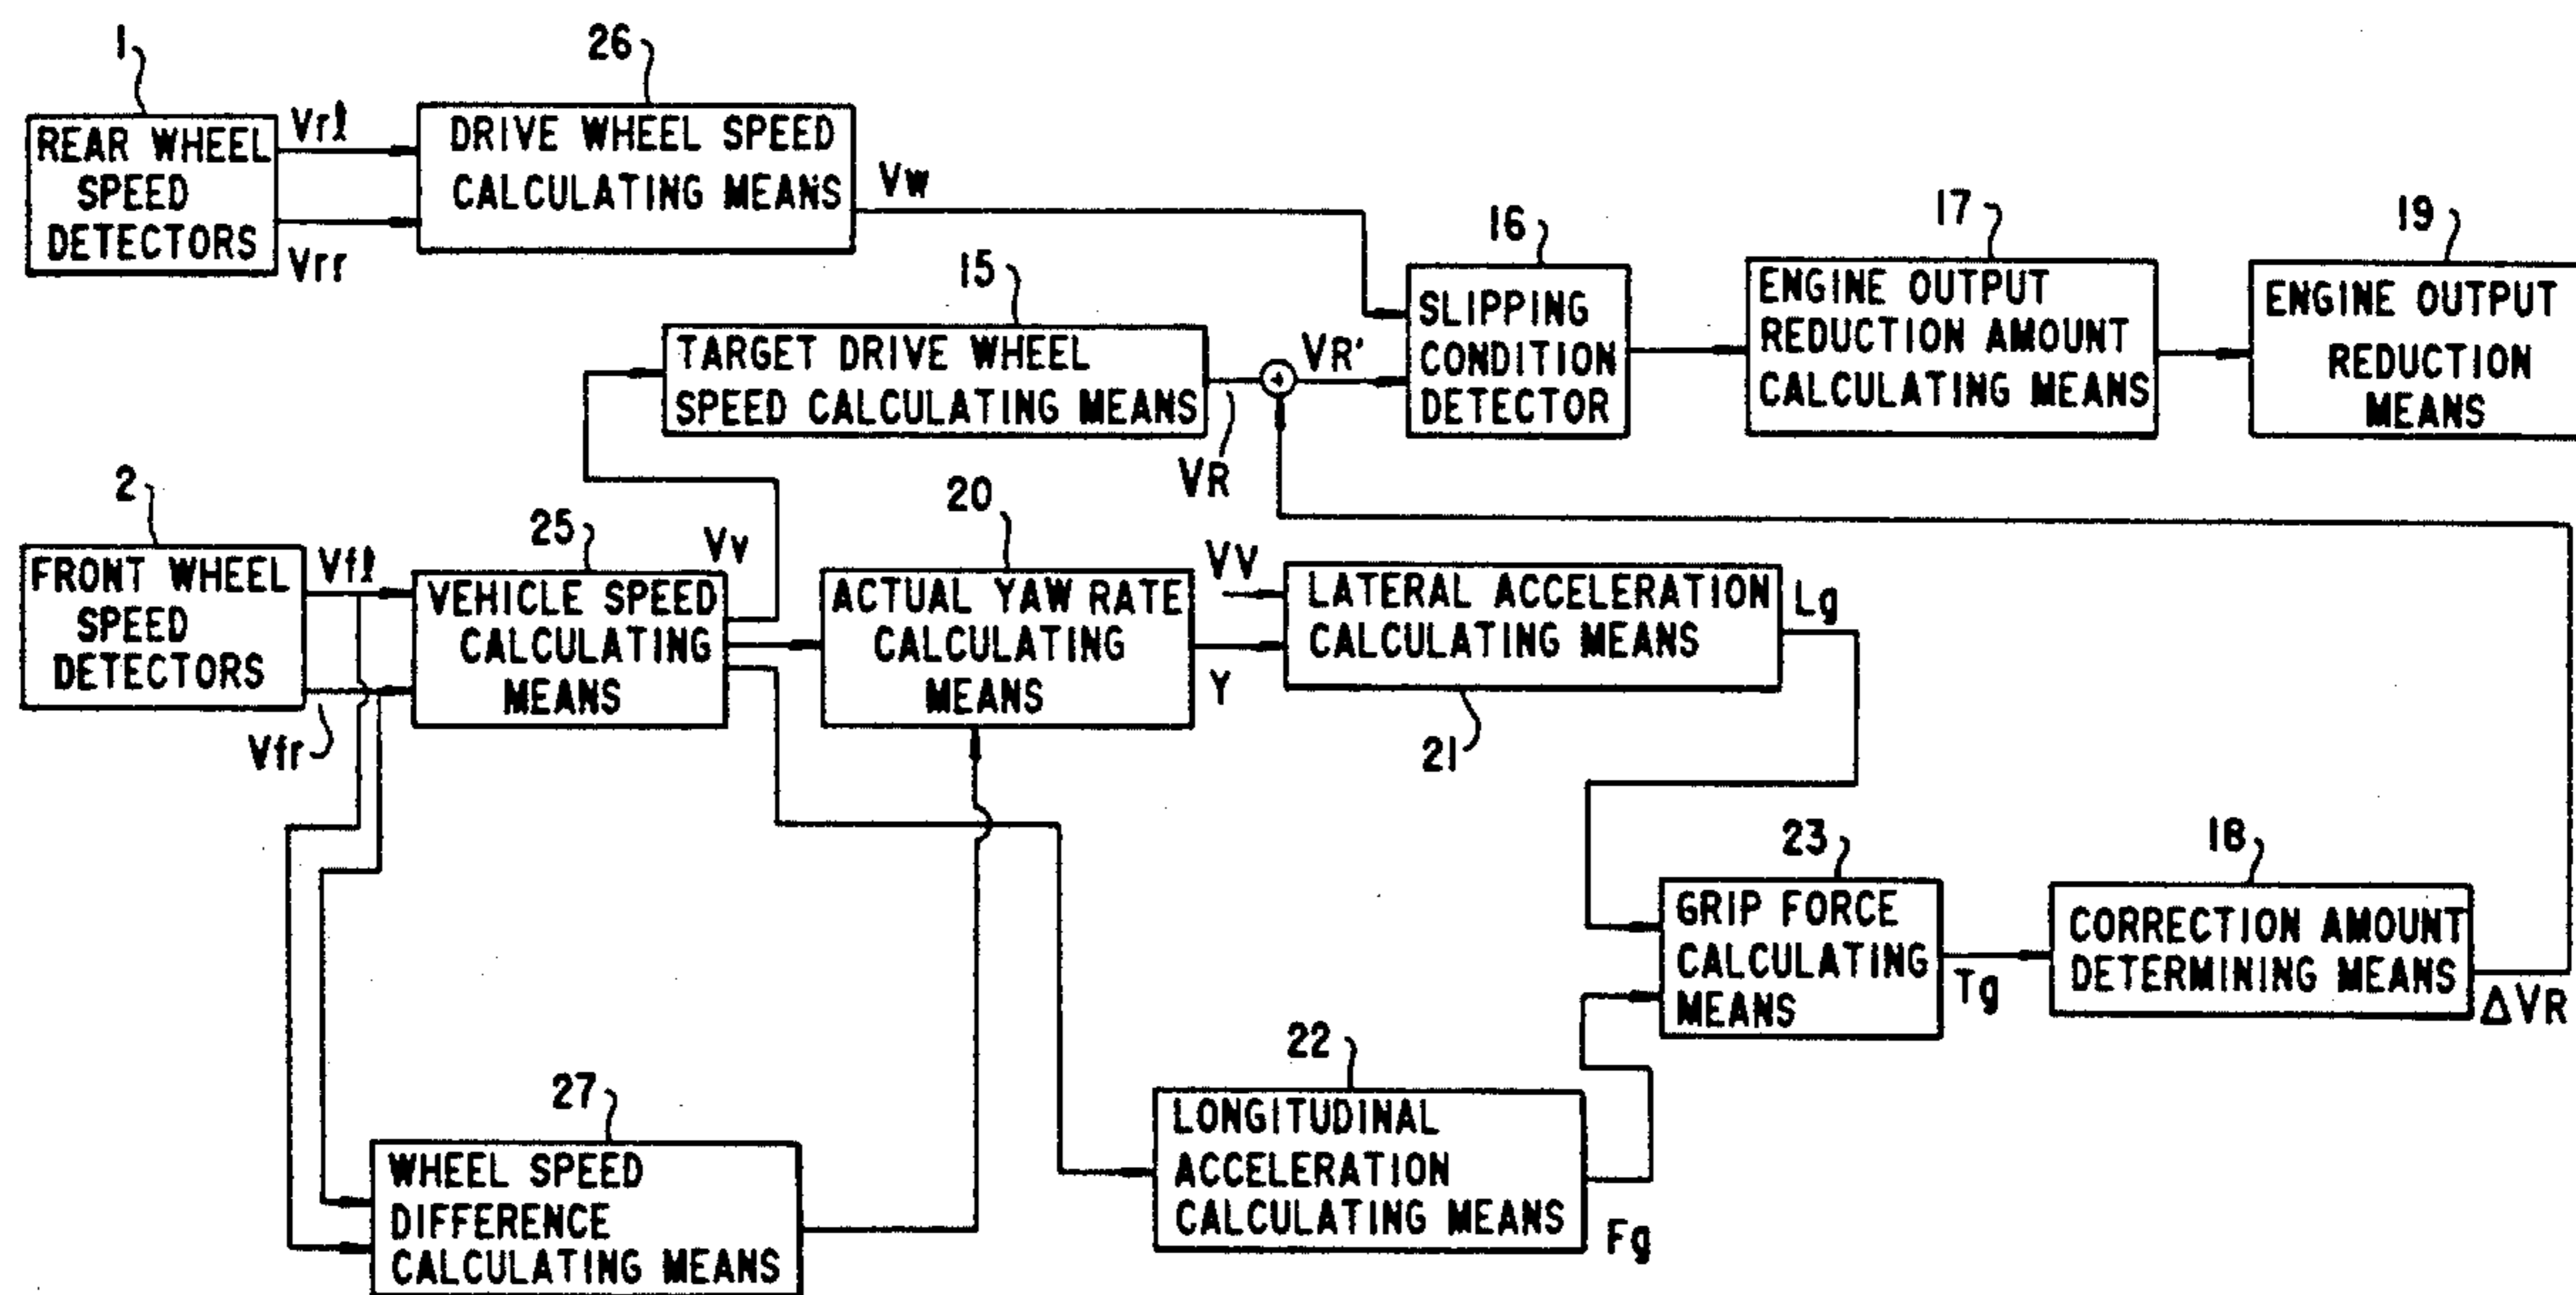 1
REAR WHEEL
SPEED
DETECTORS
Vrl
Vrr
26
DRIVE WHEEL SPEED
CALCULATING MEANS
Vw
15
TARGET DRIVE WHEEL
SPEED CALCULATING MEANS
VR
+
VR'
16
SLIPPING
CONDITION
DETECTOR
17
ENGINE OUTPUT
REDUCTION AMOUNT
CALCULATING MEANS
19
ENGINE OUTPUT
REDUCTION
MEANS
2
FRONT WHEEL
SPEED
DETECTORS
Vfl
Vfr
25
VEHICLE SPEED
CALCULATING
MEANS
Vv
20
ACTUAL YAW RATE
CALCULATING
MEANS
VV
Y
LATERAL ACCELERATION
CALCULATING MEANS
21
Lg
23
GRIP FORCE
CALCULATING
MEANS
Tg
18
CORRECTION AMOUNT
DETERMINING MEANS
ΔVR
22
LONGITUDINAL
ACCELERATION
CALCULATING MEANS
Fg
27
WHEEL SPEED
DIFFERENCE
CALCULATING MEANS